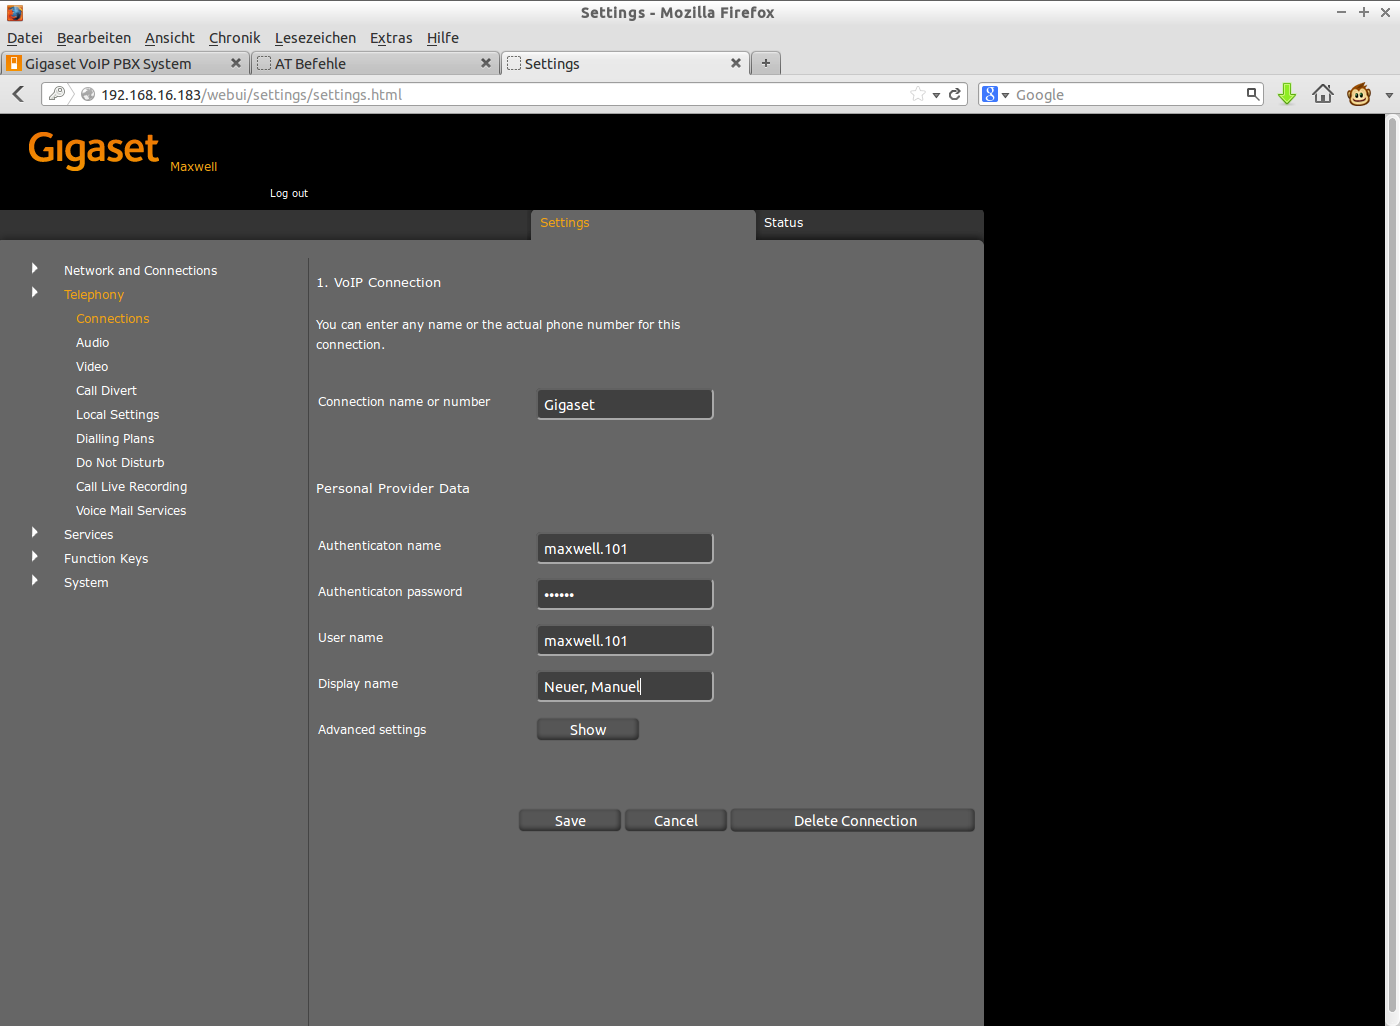 Settings - Mozilla Firefox
Datei Bearbeiten Ansicht Chronik Lesezeichen Extras Hilfe
Gigaset VoIP PBX System AT Befehle Settings
192.168.16.183/webui/settings/settings.html Google
Gigaset Maxwell
Log out
Settings Status
Network and Connections
Telephony
Connections
Audio
Video
Call Divert
Local Settings
Dialling Plans
Do Not Disturb
Call Live Recording
Voice Mail Services
Services
Function Keys
System
1. VoIP Connection
You can enter any name or the actual phone number for this
connection.
Connection name or number Gigaset
Personal Provider Data
Authenticaton name maxwell.101
Authenticaton password ••••••
User name maxwell.101
Display name Neuer, Manuel
Advanced settings Show
Save Cancel Delete Connection